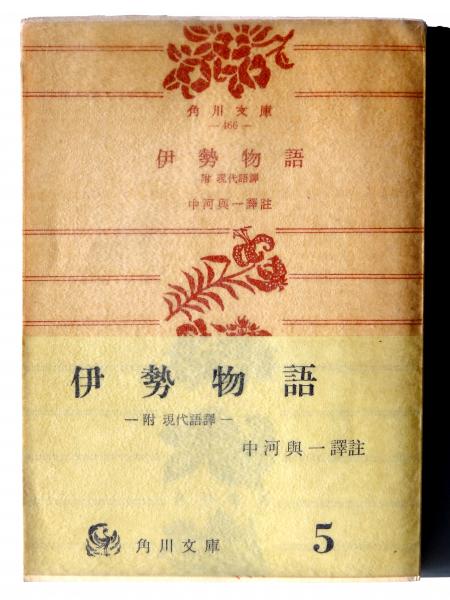 角川文庫
—466—
伊勢物語
附 現代語譯
中河與一譯註
伊勢物語
— 附 現代語譯 —
中河與一譯註
角川文庫
5